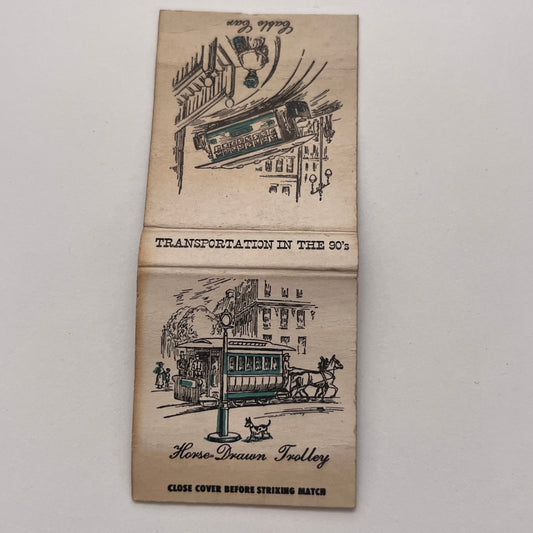 Cable Car
TRANSPORTATION IN THE 90's
Horse-Drawn Trolley
CLOSE COVER BEFORE STRIKING MATCH